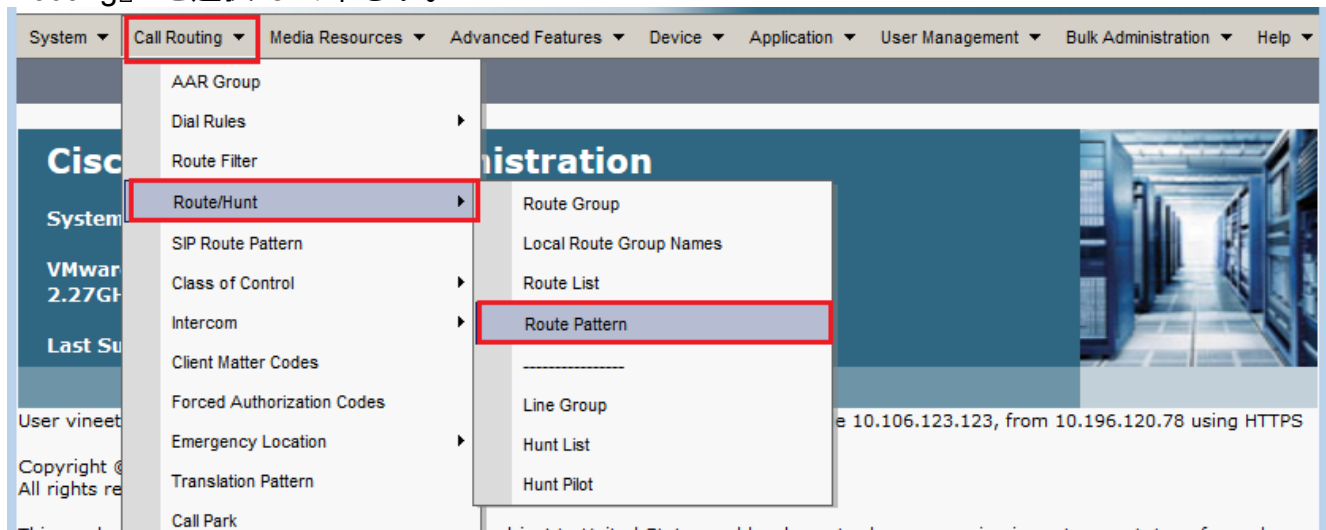 System Call Routing Media Resources Advanced Features Device Application User Management Bulk Administration Help
AAR Group
Dial Rules
Route Filter
Route/Hunt
SIP Route Pattern
Class of Control
Intercom
Client Matter Codes
Forced Authorization Codes
Emergency Location
Translation Pattern
Call Park
Route Group
Local Route Group Names
Route List
Route Pattern
----------------
Line Group
Hunt List
Hunt Pilot
Cisc
nistration
System
VMwar
2.27GH
Last Su
User vineet
10.106.123.123, from 10.196.120.78 using HTTPS
Copyright ©
All rights re